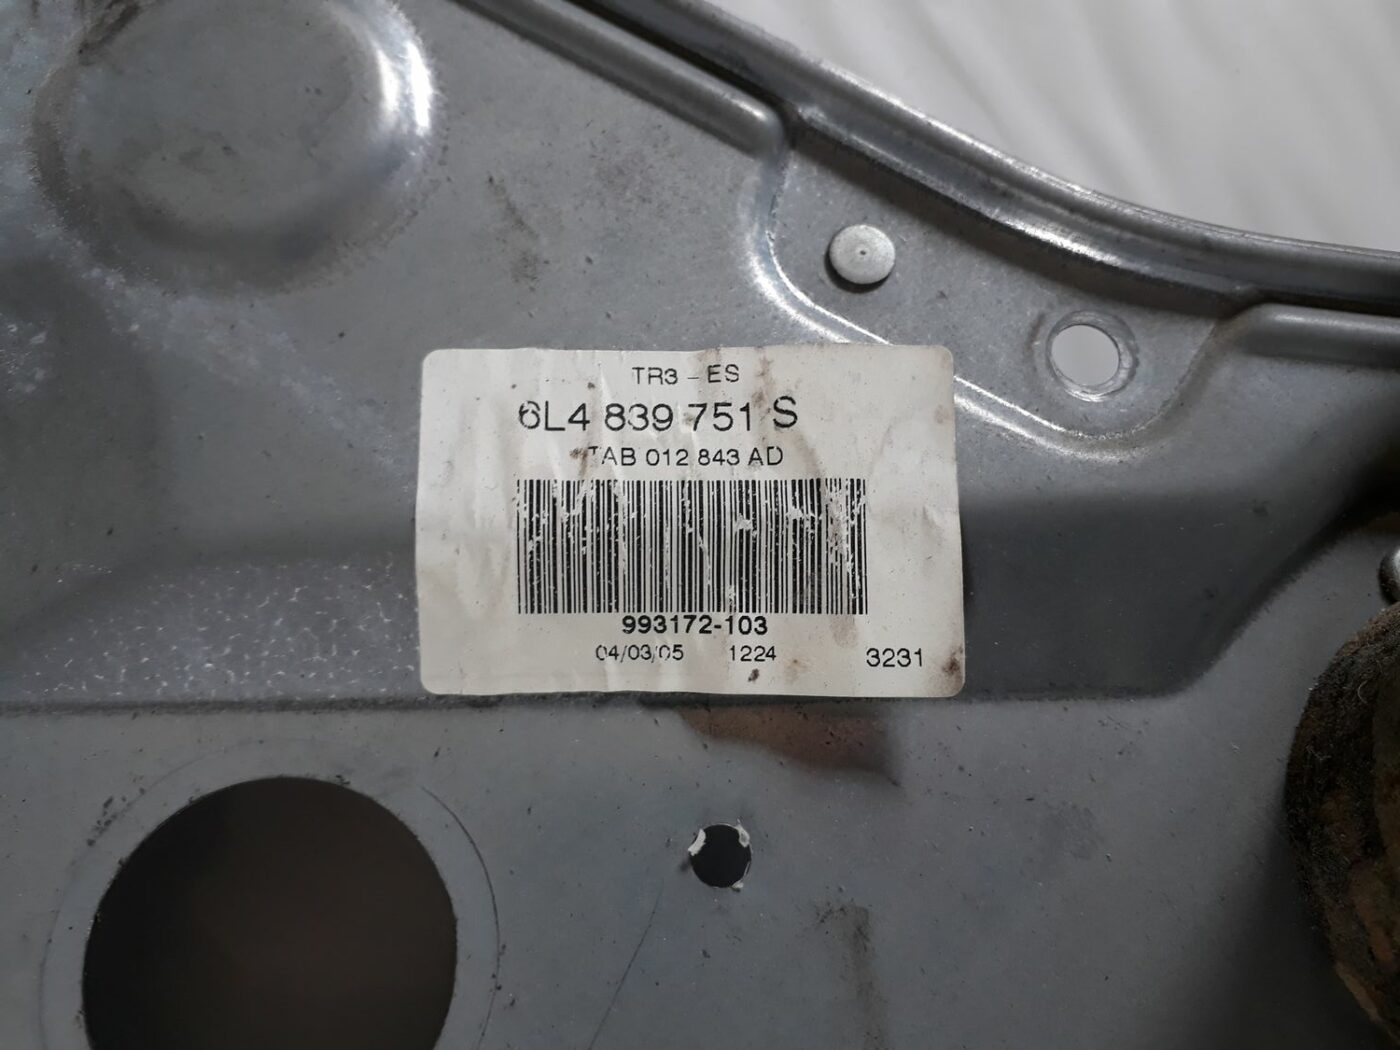 TR3 - ES
6L4 839 751 S
TAB 012 843 AD
993172-103
04/03/05 1224 3231